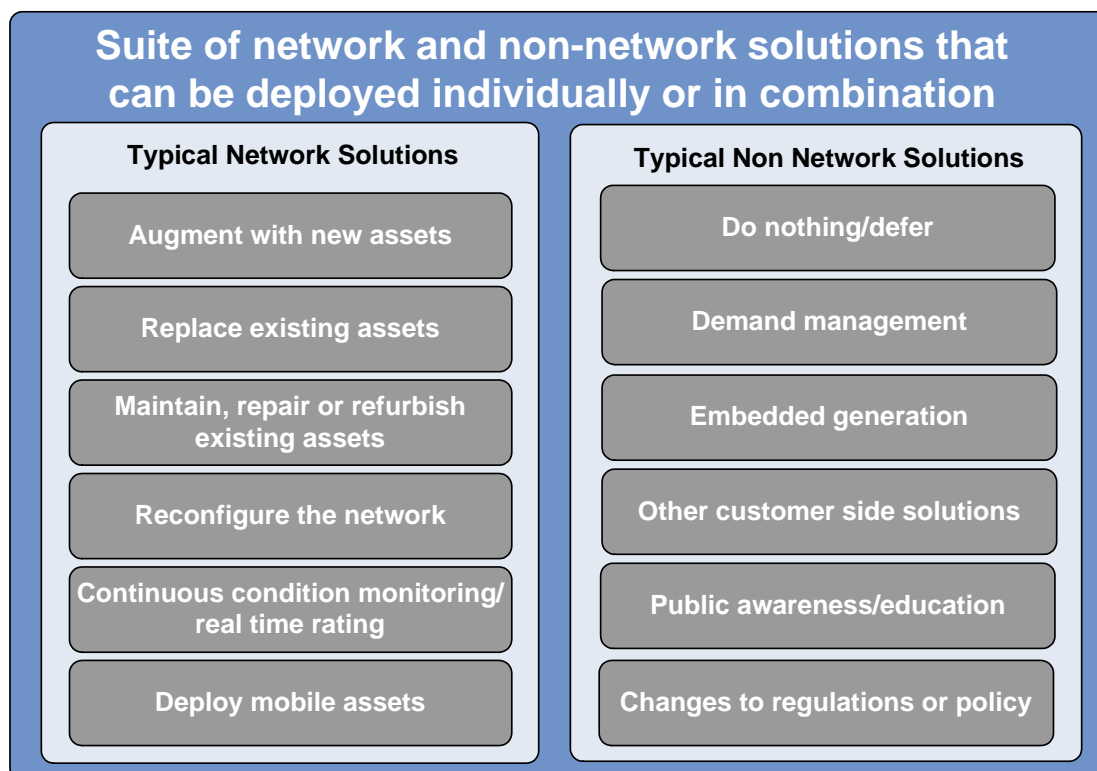 Suite of network and non-network solutions that
can be deployed individually or in combination
Typical Network Solutions
Augment with new assets
Replace existing assets
Maintain, repair or refurbish
existing assets
Reconfigure the network
Continuous condition monitoring/
real time rating
Deploy mobile assets
Typical Non Network Solutions
Do nothing/defer
Demand management
Embedded generation
Other customer side solutions
Public awareness/education
Changes to regulations or policy